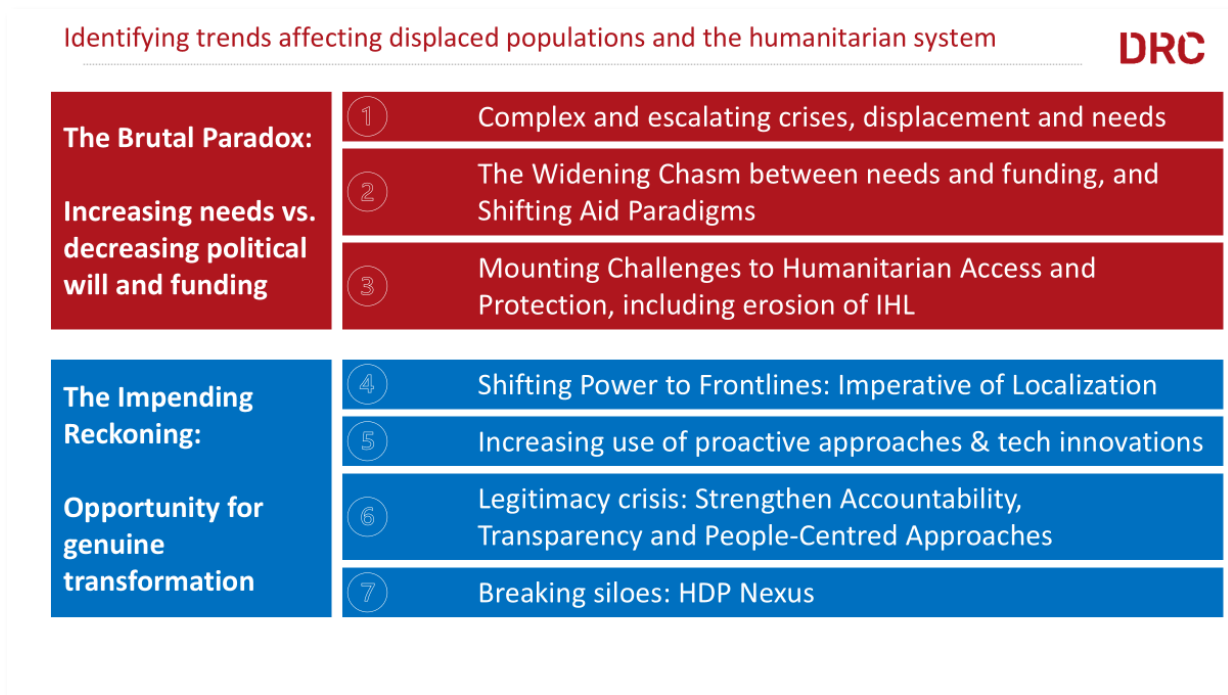 Identifying trends affecting displaced populations and the humanitarian system
DRC
The Brutal Paradox:
Increasing needs vs.
decreasing political
will and funding
1
Complex and escalating crises, displacement and needs
2
The Widening Chasm between needs and funding, and
Shifting Aid Paradigms
3
Mounting Challenges to Humanitarian Access and
Protection, including erosion of IHL
The Impending
Reckoning:
Opportunity for
genuine
transformation
4
Shifting Power to Frontlines: Imperative of Localization
5
Increasing use of proactive approaches & tech innovations
6
Legitimacy crisis: Strengthen Accountability,
Transparency and People-Centred Approaches
7
Breaking siloes: HDP Nexus